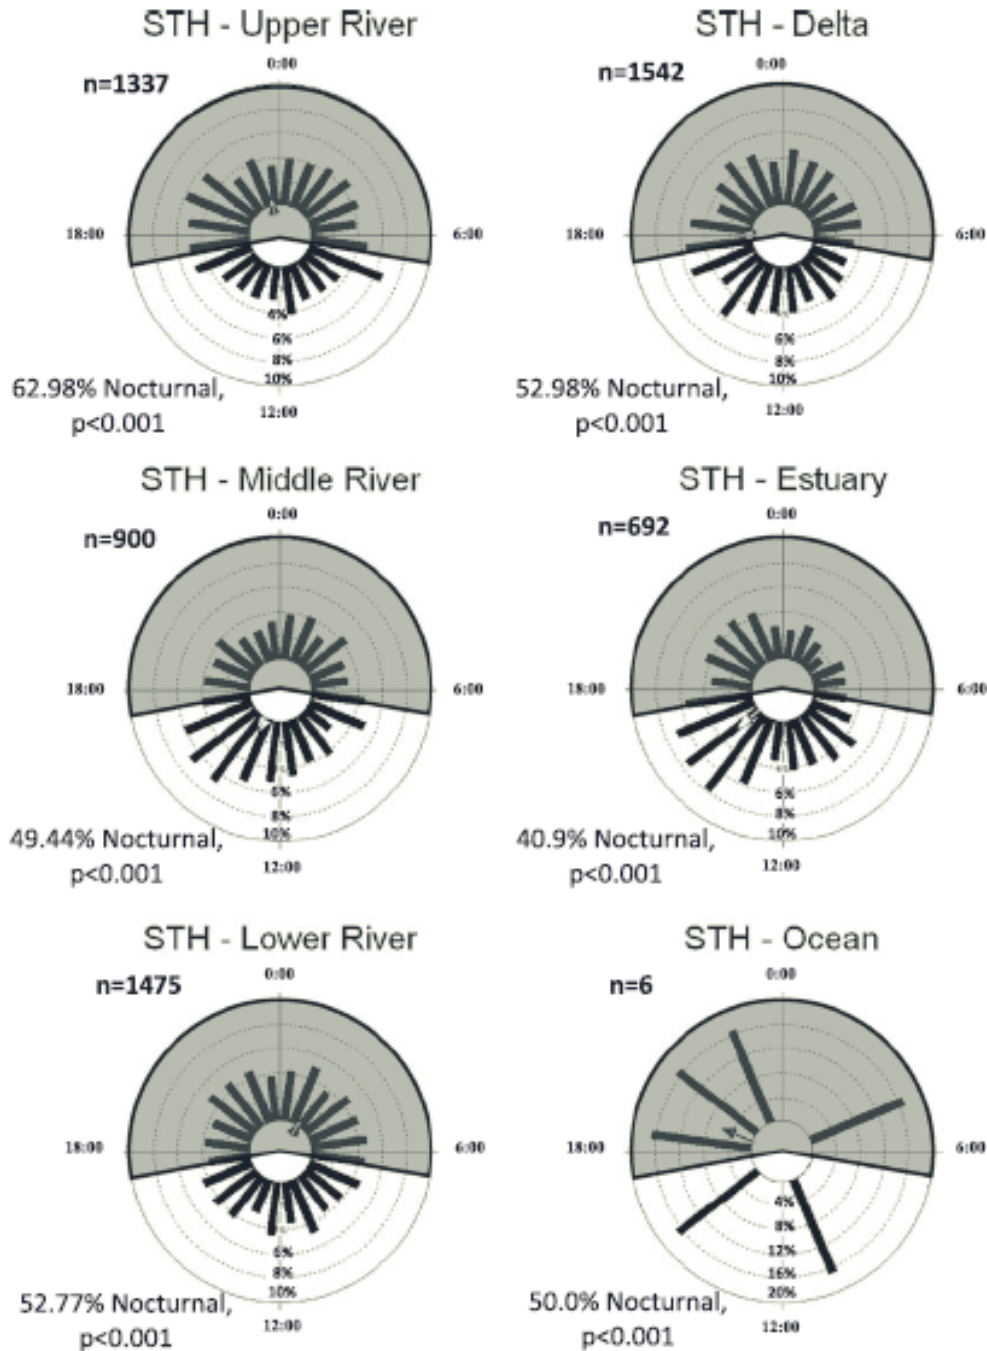 STH - Upper River
n=1337
0:00
18:00
6:00
4%
6%
8%
10%
12:00
62.98% Nocturnal,
p<0.001
STH - Delta
n=1542
0:00
18:00
6:00
6%
8%
10%
12:00
52.98% Nocturnal,
p<0.001
STH - Middle River
n=900
0:00
18:00
6:00
6%
8%
10%
12:00
49.44% Nocturnal,
p<0.001
STH - Estuary
n=692
0:00
18:00
6:00
6%
8%
10%
12:00
40.9% Nocturnal,
p<0.001
STH - Lower River
n=1475
0:00
18:00
6:00
6%
8%
10%
12:00
52.77% Nocturnal,
p<0.001
STH - Ocean
n=6
0:00
18:00
6:00
4%
8%
12%
16%
20%
12:00
50.0% Nocturnal,
p<0.001